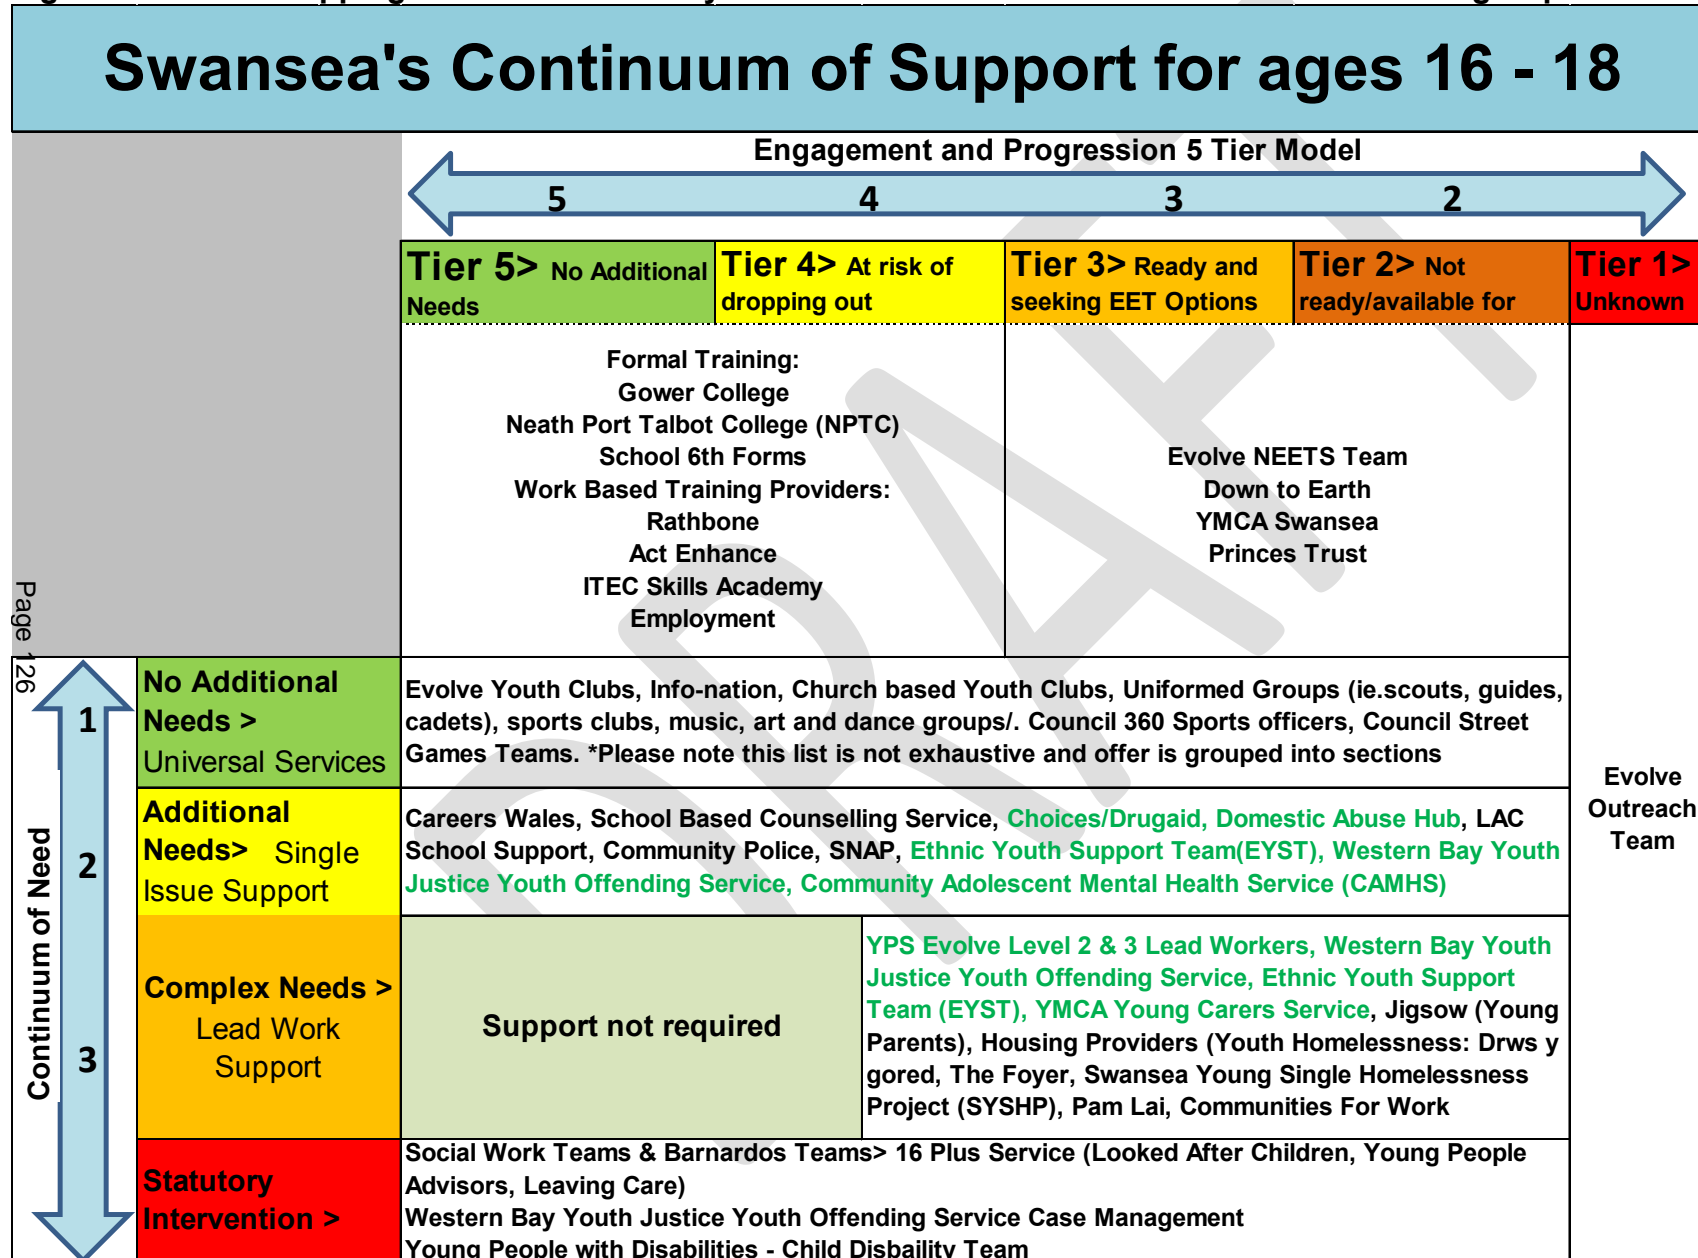 Swansea's Continuum of Support for ages 16 - 18
Engagement and Progression 5 Tier Model
5 4 3 2
Tier 5> No Additional
Needs
Tier 4> At risk of
dropping out
Tier 3> Ready and
seeking EET Options
Tier 2> Not
ready/available for
Tier 1>
Unknown
Formal Training:
Gower College
Neath Port Talbot College (NPTC)
School 6th Forms
Work Based Training Providers:
Rathbone
Act Enhance
ITEC Skills Academy
Employment
Evolve NEETS Team
Down to Earth
YMCA Swansea
Princes Trust
Evolve
Outreach
Team
Page 126
Continuum of Need
1
No Additional
Needs >
Universal Services
Evolve Youth Clubs, Info-nation, Church based Youth Clubs, Uniformed Groups (ie.scouts, guides,
cadets), sports clubs, music, art and dance groups/. Council 360 Sports officers, Council Street
Games Teams. *Please note this list is not exhaustive and offer is grouped into sections
2
Additional
Needs> Single
Issue Support
Careers Wales, School Based Counselling Service, Choices/Drugaid, Domestic Abuse Hub, LAC
School Support, Community Police, SNAP, Ethnic Youth Support Team(EYST), Western Bay Youth
Justice Youth Offending Service, Community Adolescent Mental Health Service (CAMHS)
3
Complex Needs >
Lead Work
Support
Support not required
YPS Evolve Level 2 & 3 Lead Workers, Western Bay Youth
Justice Youth Offending Service, Ethnic Youth Support
Team (EYST), YMCA Young Carers Service, Jigsow (Young
Parents), Housing Providers (Youth Homelessness: Drws y
gored, The Foyer, Swansea Young Single Homelessness
Project (SYSHP), Pam Lai, Communities For Work
Statutory
Intervention >
Social Work Teams & Barnardos Teams> 16 Plus Service (Looked After Children, Young People
Advisors, Leaving Care)
Western Bay Youth Justice Youth Offending Service Case Management
Young People with Disabilities - Child Disbaility Team
DRAFT